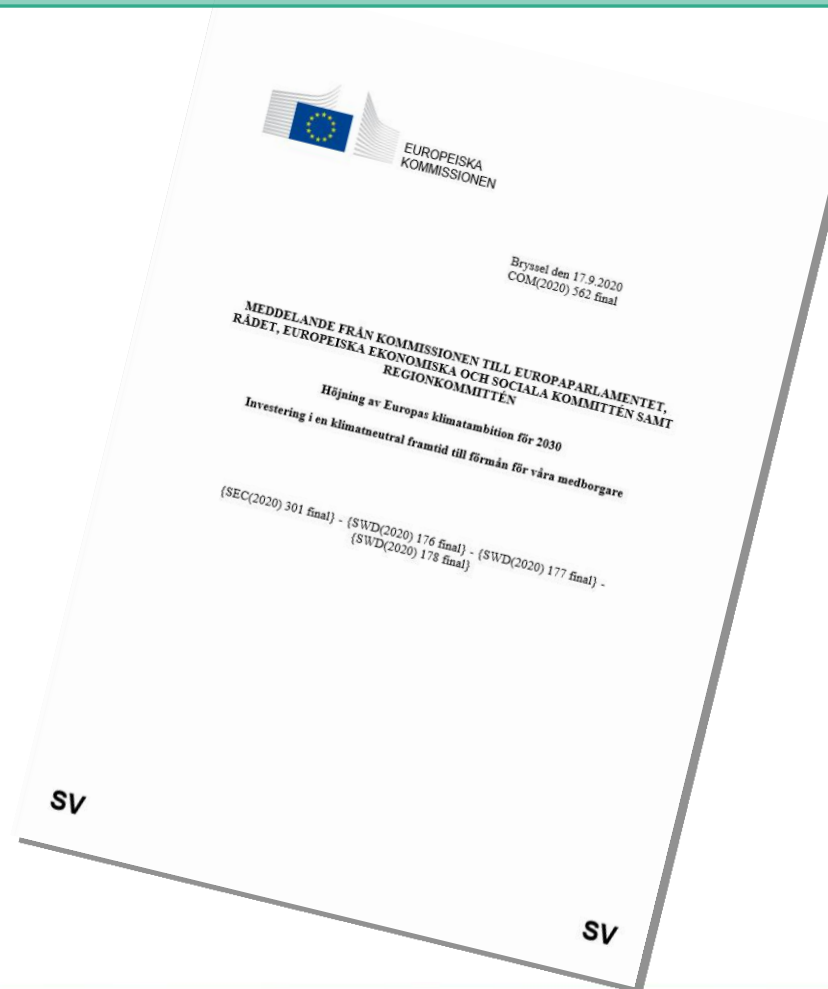 EUROPEISKA
KOMMISSIONEN
Bryssel den 17.9.2020
COM(2020) 562 final
MEDDELANDE FRÅN KOMMISSIONEN TILL EUROPAPARLAMENTET,
RÅDET, EUROPEISKA EKONOMISKA OCH SOCIALA KOMMITTÉN SAMT
REGIONKOMMITTÉN
Höjning av Europas klimatambition för 2030
Investering i en klimatneutral framtid till förmån för våra medborgare
{SEC(2020) 301 final} - {SWD(2020) 176 final} - {SWD(2020) 177 final} -
{SWD(2020) 178 final}
SV
SV